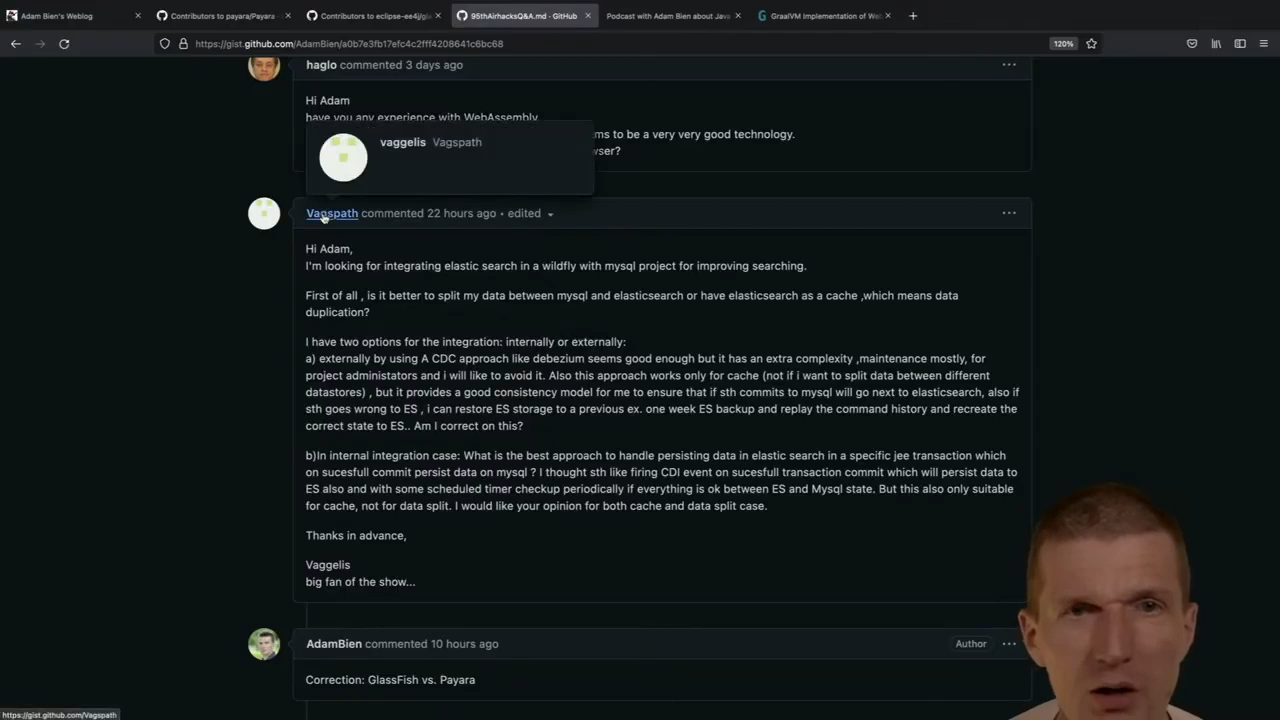 Adam Bien's Weblog
Contributors to payara/Payara
Contributors to eclipse-ee4j/gla
95thAirhacksQ&A.md · GitHub
Podcast with Adam Bien about Java
GraalVM Implementation of We
https://gist.github.com/AdamBien/a0b7e3fb17efc4c2fff4208641c6bc68
120%
haglo commented 3 days ago
Hi Adam
have you any experience with WebAssembly
ms to be a very very good technology.
wser?
vaggelis Vagspath
Vagspath commented 22 hours ago • edited
Hi Adam,
I'm looking for integrating elastic search in a wildfly with mysql project for improving searching.
First of all , is it better to split my data between mysql and elasticsearch or have elasticsearch as a cache ,which means data
duplication?
I have two options for the integration: internally or externally:
a) externally by using A CDC approach like debezium seems good enough but it has an extra complexity ,maintenance mostly, for
project administators and i will like to avoid it. Also this approach works only for cache (not if i want to split data between different
datastores) , but it provides a good consistency model for me to ensure that if sth commits to mysql will go next to elasticsearch, also if
sth goes wrong to ES , i can restore ES storage to a previous ex. one week ES backup and replay the command history and recreate the
correct state to ES.. Am I correct on this?
b)In internal integration case: What is the best approach to handle persisting data in elastic search in a specific jee transaction which
on sucesfull commit persist data on mysql ? I thought sth like firing CDI event on sucesfull transaction commit which will persist data to
ES also and with some scheduled timer checkup periodically if everything is ok between ES and Mysql state. But this also only suitable
for cache, not for data split. I would like your opinion for both cache and data split case.
Thanks in advance,
Vaggelis
big fan of the show...
AdamBien commented 10 hours ago
Author
Correction: GlassFish vs. Payara
https://gist.github.com/Vagspath